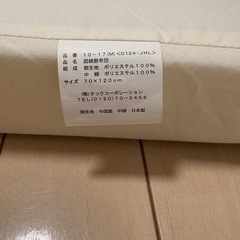 品番 10-17(M)<0124-JHL>
品名 固綿敷布団
組成 側生地 ポリエステル100%
中綿 ポリエステル100%
サイズ 70×120cm
(株)タックコーポレーション
TEL(0120)70-2456
側生地:中国製 中綿:日本製